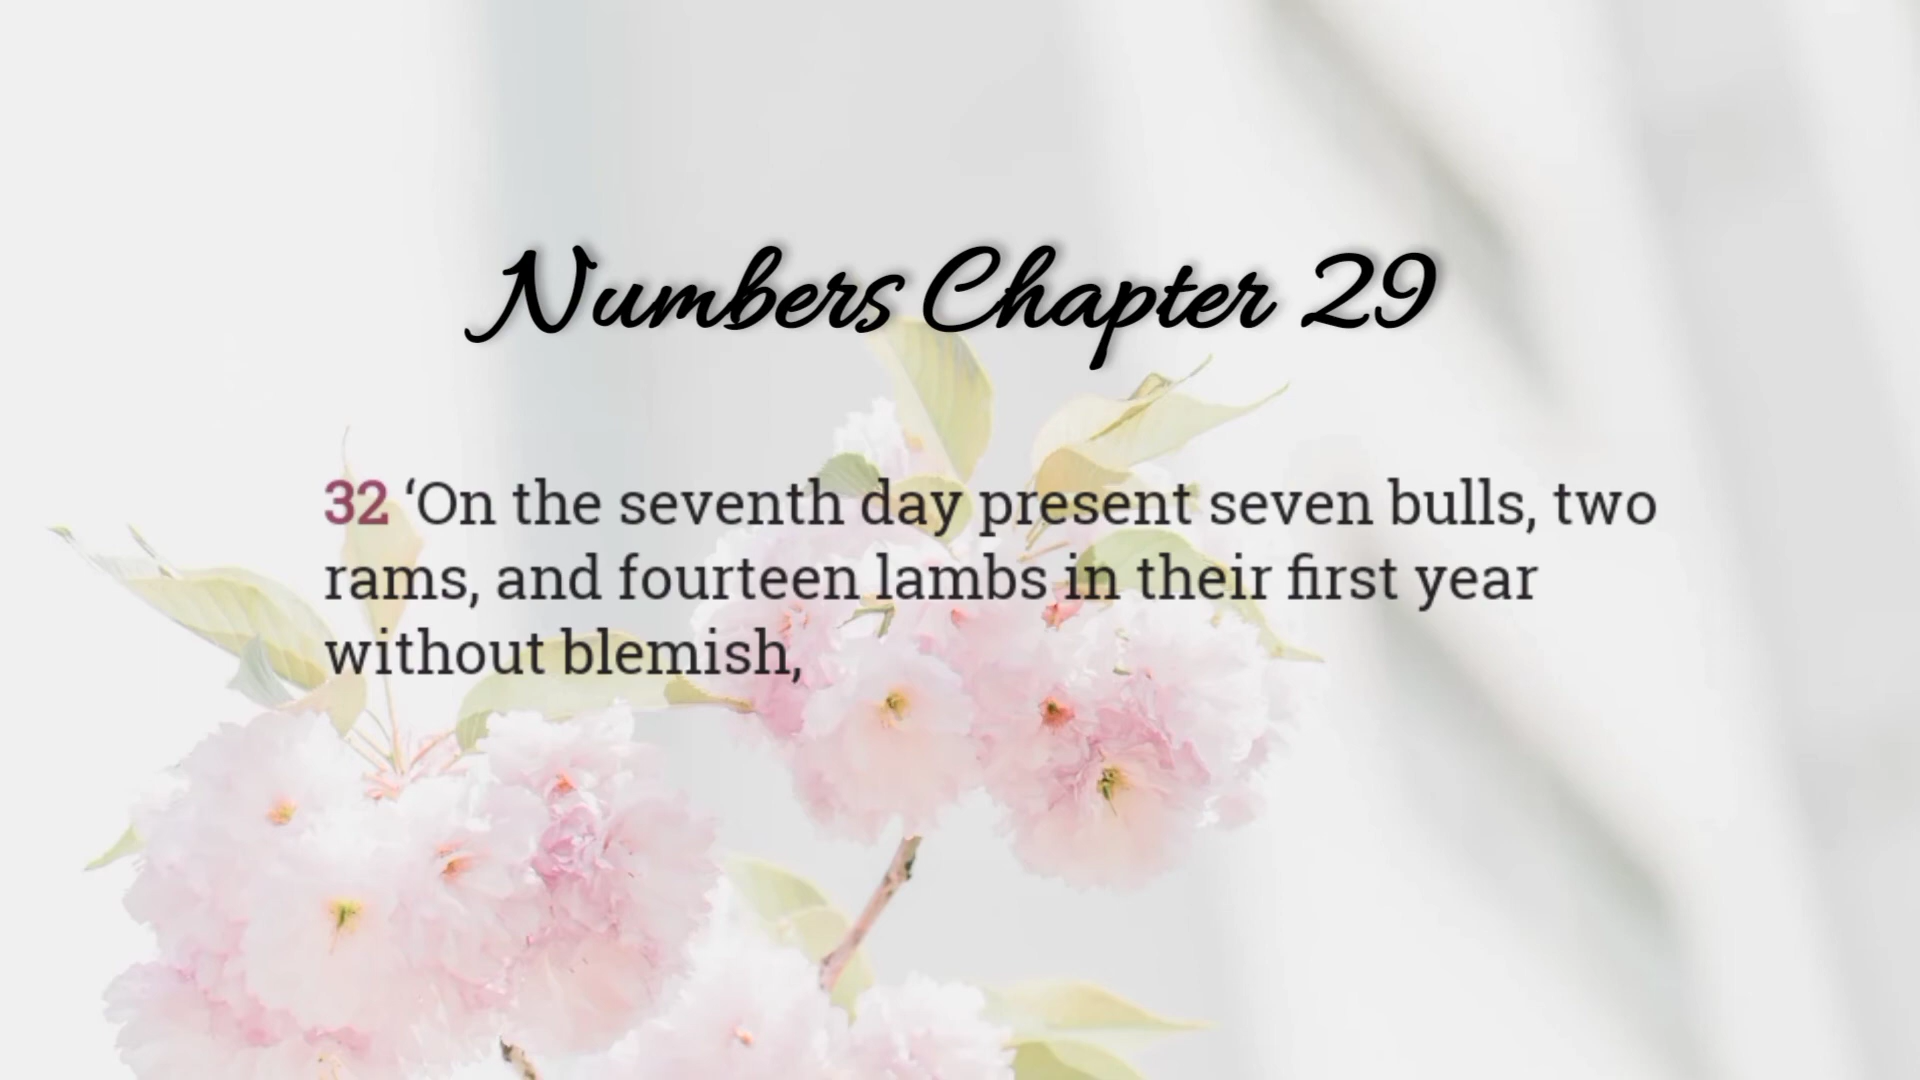 Numbers Chapter 29
32 ‘On the seventh day present seven bulls, two
rams, and fourteen lambs in their first year
without blemish,